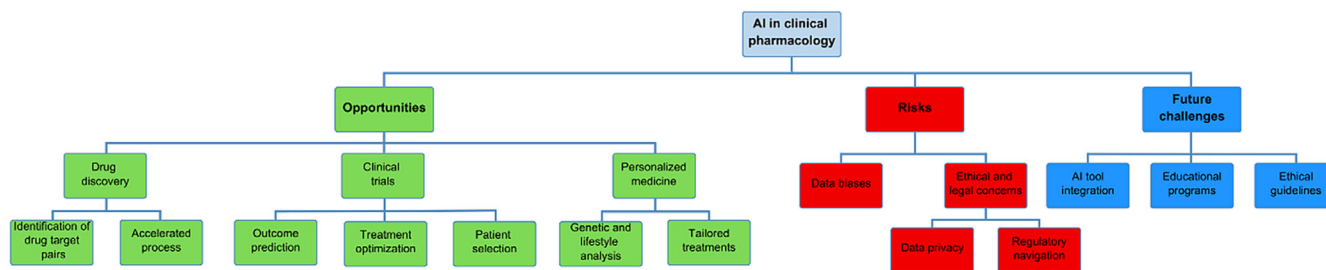 AI in clinical
pharmacology
Opportunities
Risks
Future
challenges
Drug
discovery
Clinical
trials
Personalized
medicine
Data biases
Ethical and
legal concerns
AI tool
integration
Educational
programs
Ethical
guidelines
Identification of
drug target
pairs
Accelerated
process
Outcome
prediction
Treatment
optimization
Patient
selection
Genetic and
lifestyle
analysis
Tailored
treatments
Data privacy
Regulatory
navigation